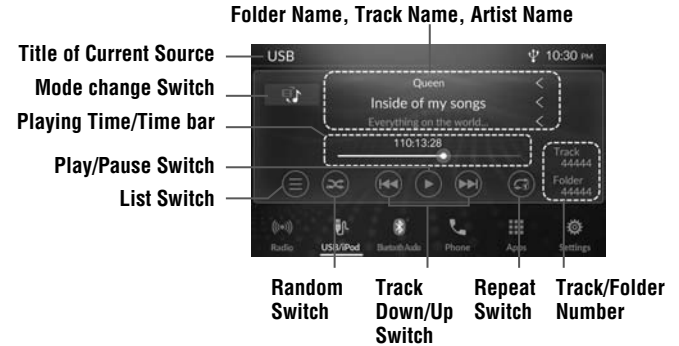 Folder Name, Track Name, Artist Name
Title of Current Source
USB
10:30 PM
Mode change Switch
Queen
Inside of my songs
Everything on the world...
Playing Time/Time bar
110:13:28
Play/Pause Switch
Track
44444
List Switch
Folder
44444
Radio
USB/iPod
Bluetooth Audio
Phone
Apps
Settings
Random
Switch
Track
Down/Up
Switch
Repeat
Switch
Track/Folder
Number